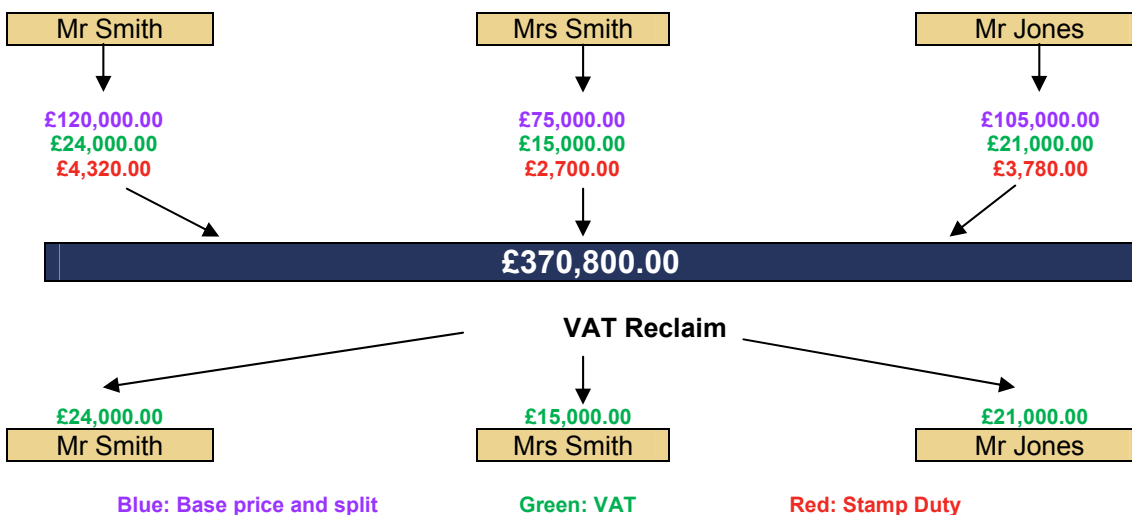 Mr Smith Mrs Smith Mr Jones
£120,000.00 £75,000.00 £105,000.00
£24,000.00 £15,000.00 £21,000.00
£4,320.00 £2,700.00 £3,780.00
£370,800.00
VAT Reclaim
£24,000.00 £15,000.00 £21,000.00
Mr Smith Mrs Smith Mr Jones
Blue: Base price and split Green: VAT Red: Stamp Duty